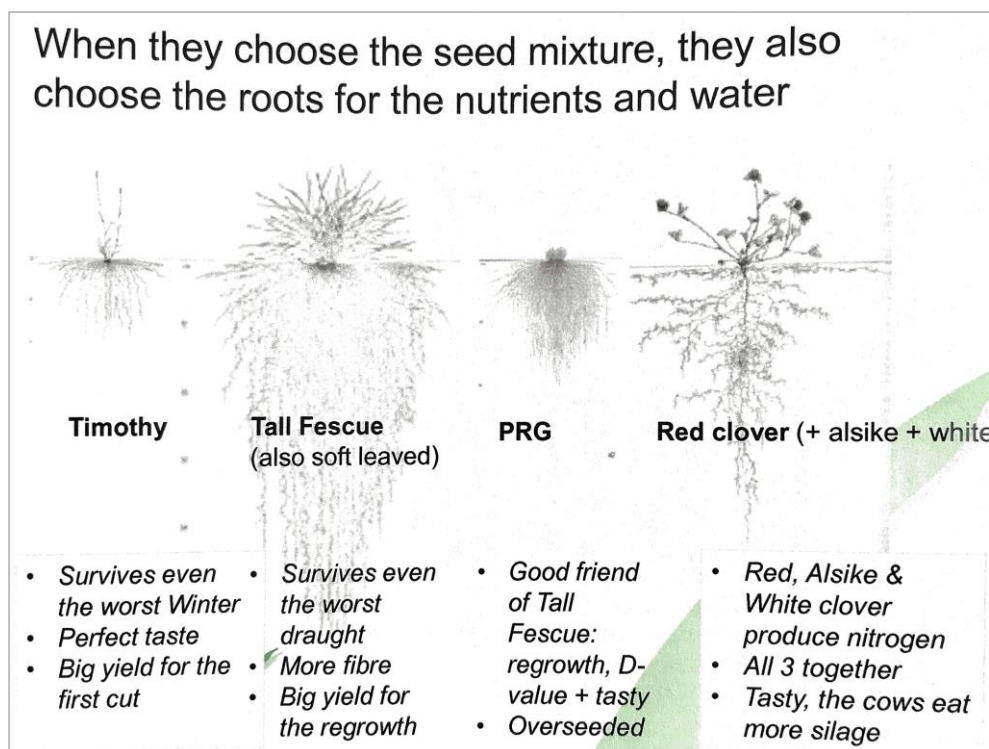 When they choose the seed mixture, they also
choose the roots for the nutrients and water
Timothy
Tall Fescue
(also soft leaved)
PRG
Red clover (+ alsike + white
• Survives even
the worst Winter
• Perfect taste
• Big yield for the
first cut
• Survives even
the worst
draught
• More fibre
• Big yield for
the regrowth
• Good friend
of Tall
Fescue:
regrowth, D-
value + tasty
• Overseeded
• Red, Alsike &
White clover
produce nitrogen
• All 3 together
• Tasty, the cows eat
more silage